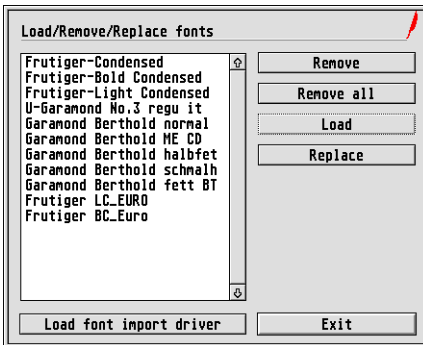 Load/Remove/Replace fonts
Frutiger-Condensed
Frutiger-Bold Condensed
Frutiger-Light Condensed
U-Garamond No.3 regu it
Garamond Berthold normal
Garamond Berthold ME CD
Garamond Berthold halbfet
Garamond Berthold schmalh
Garamond Berthold fett BT
Frutiger LC_EURO
Frutiger BC_Euro
Remove
Remove all
Load
Replace
Load font import driver
Exit